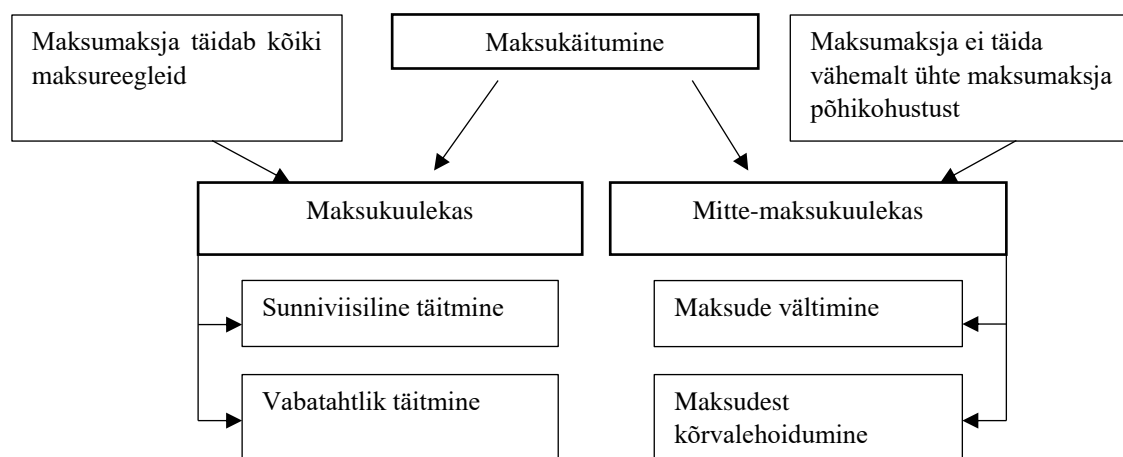 Maksumaksja täidab kõiki
maksureegleid
Maksukäitumine
Maksumaksja ei täida
vähemalt ühte maksumaksja
põhikohustust
Maksukuulekas
Mitte-maksukuulekas
Sunniviisiline täitmine
Maksude vältimine
Vabatahtlik täitmine
Maksudest
kõrvalehoidumine